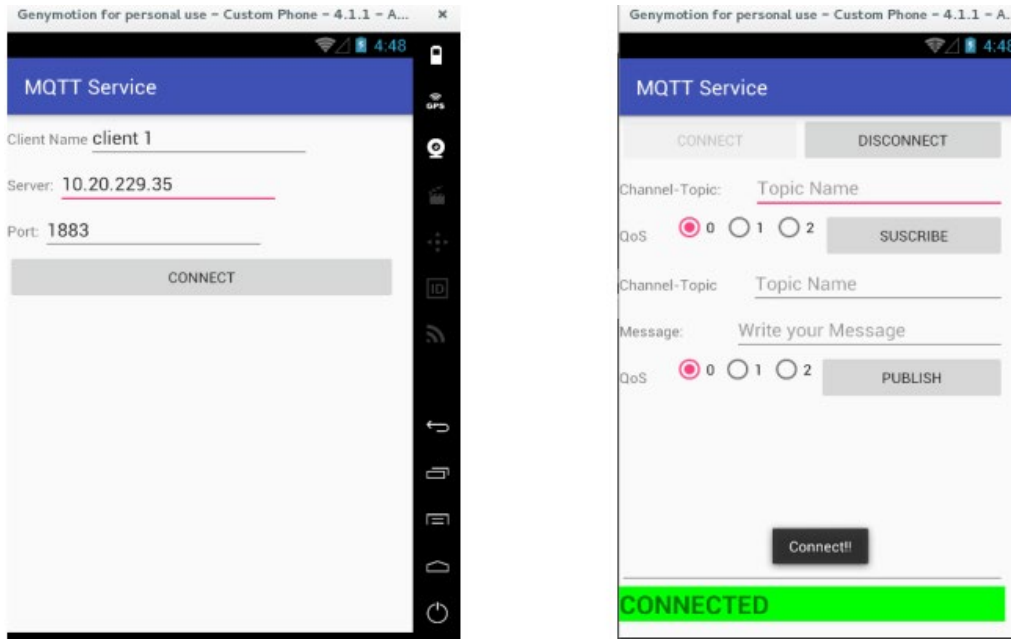 Genymotion for personal use – Custom Phone – 4.1.1 – A...
4:48
MQTT Service
GPS
Client Name client 1
Server: 10.20.229.35
Port: 1883
CONNECT
ID
Genymotion for personal use – Custom Phone – 4.1.1 – A..
4:48
MQTT Service
CONNECT DISCONNECT
Channel-Topic: Topic Name
QoS 0 1 2 SUSCRIBE
Channel-Topic Topic Name
Message: Write your Message
QoS 0 1 2 PUBLISH
Connect!!
CONNECTED